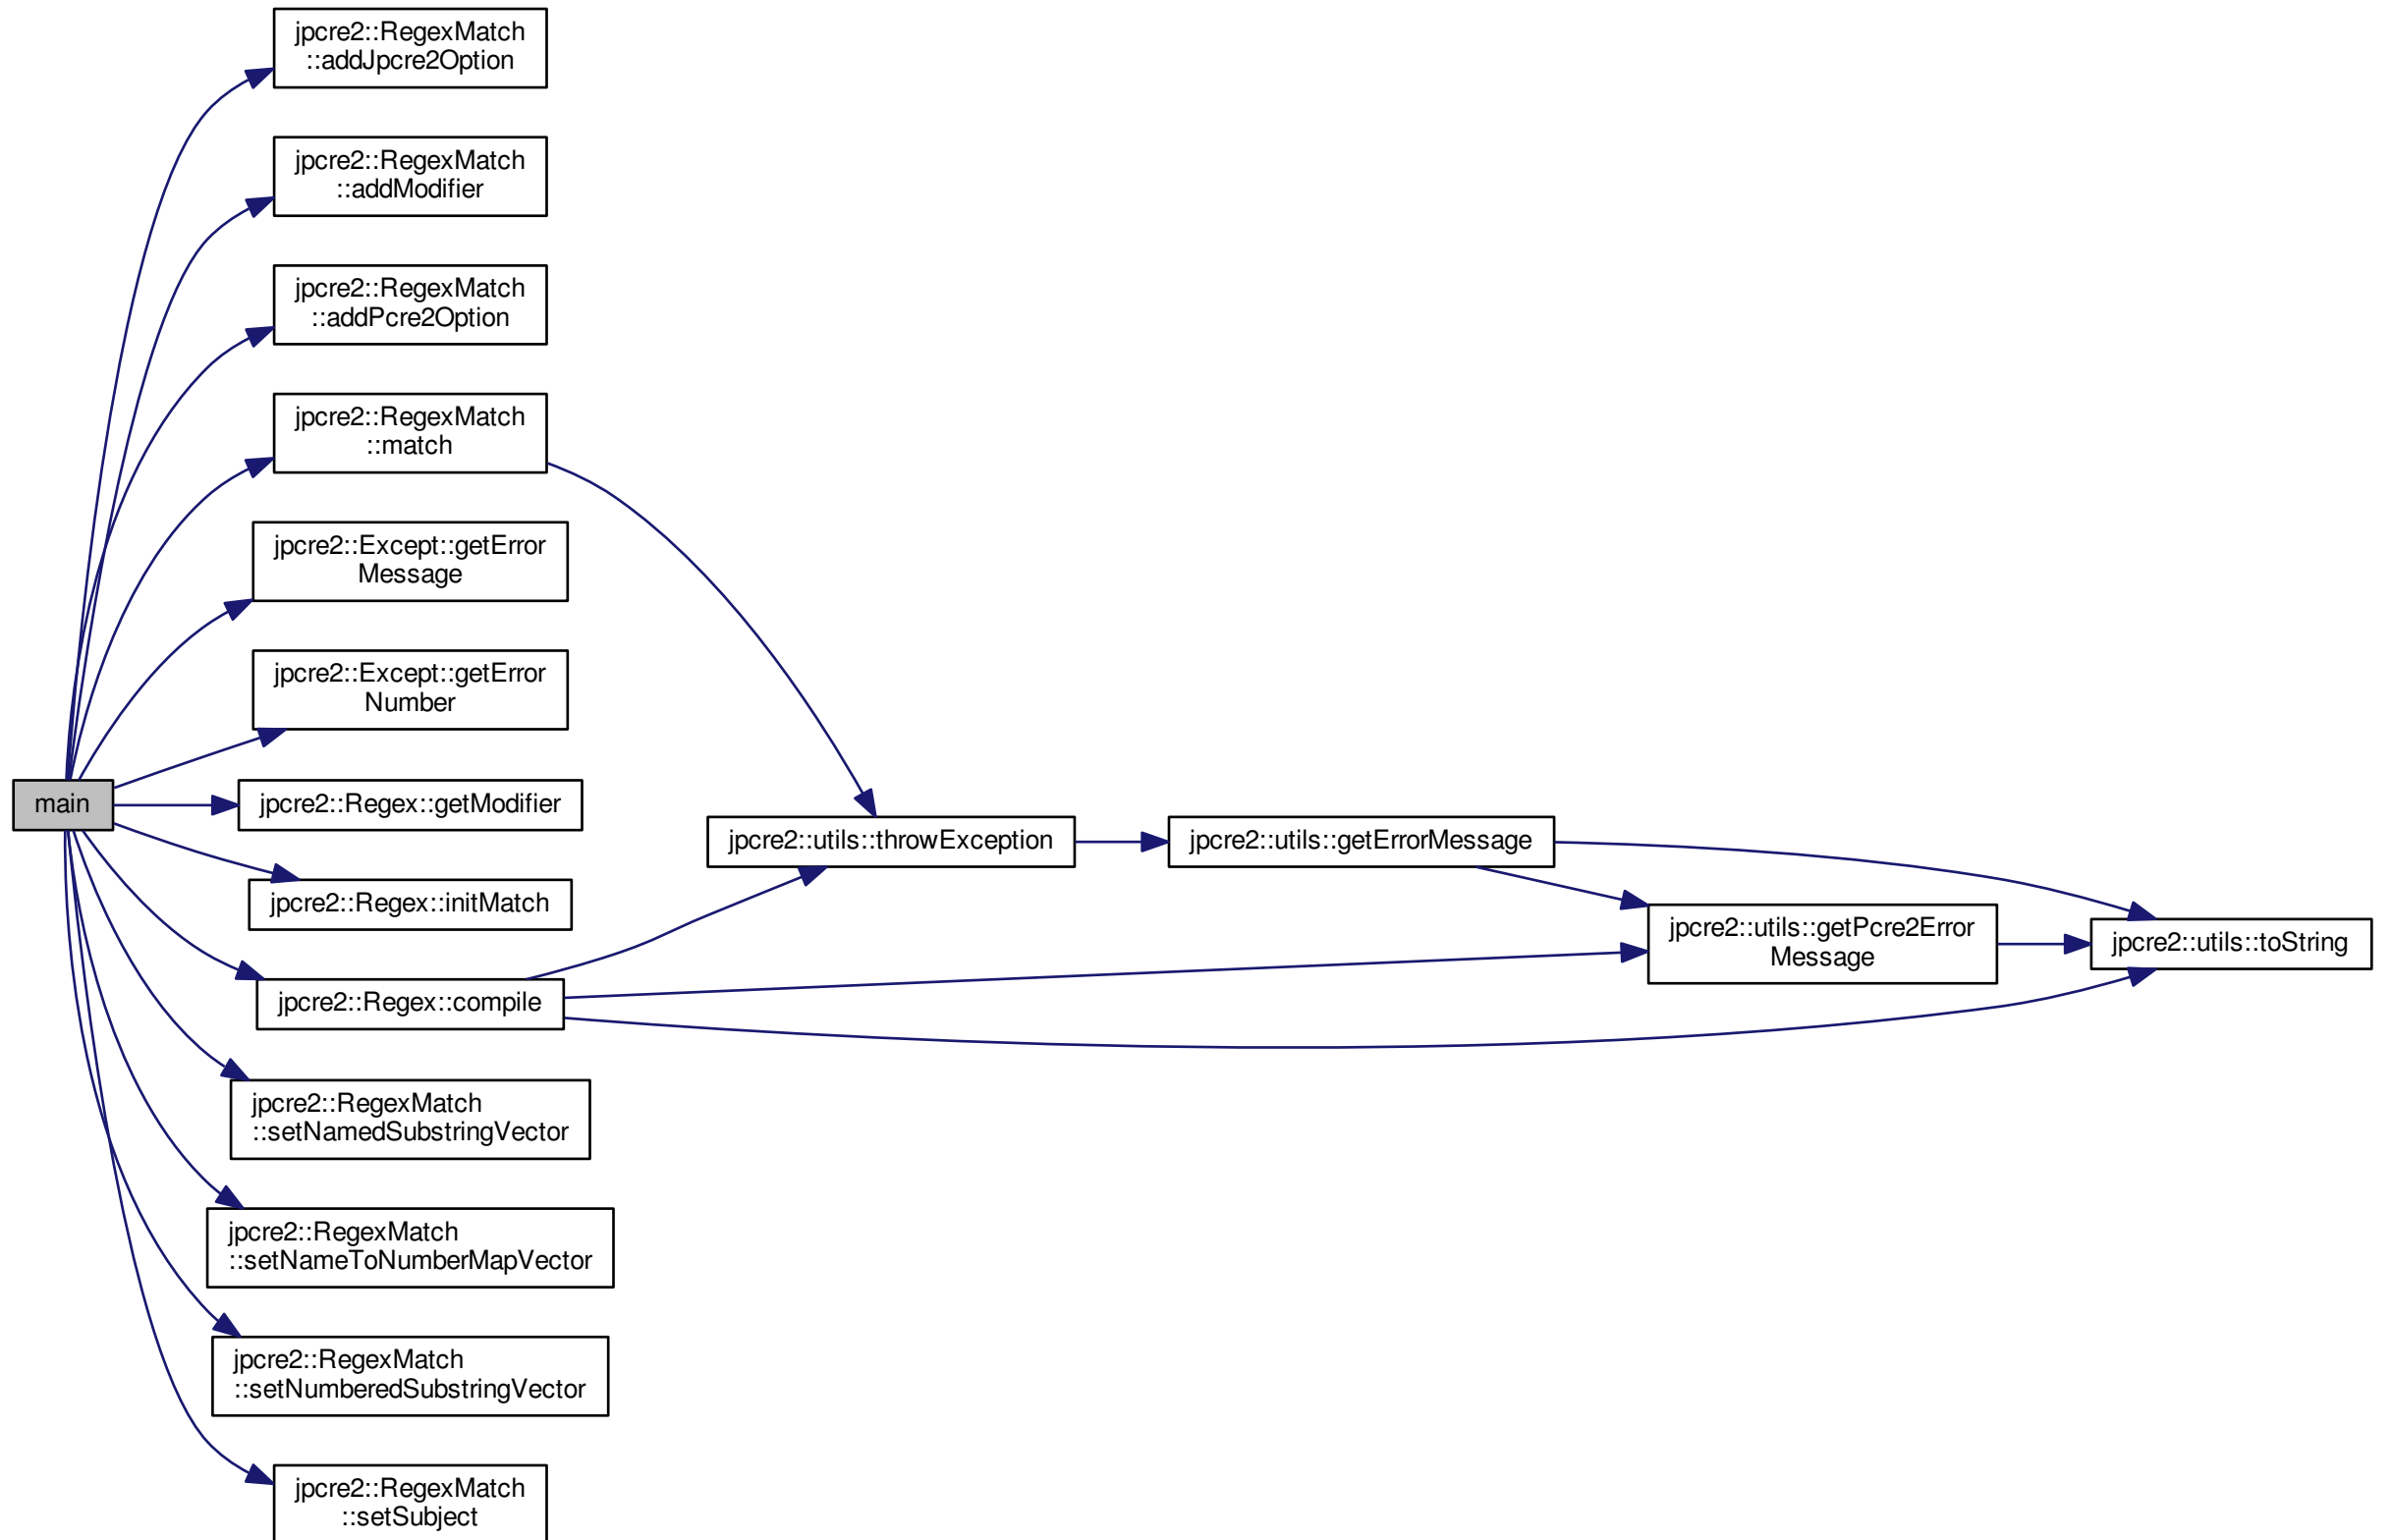 jpcre2::RegexMatch
::addJpcre2Option
jpcre2::RegexMatch
::addModifier
jpcre2::RegexMatch
::addPcre2Option
jpcre2::RegexMatch
::match
jpcre2::Except::getError
Message
jpcre2::Except::getError
Number
main
jpcre2::Regex::getModifier
jpcre2::Regex::initMatch
jpcre2::Regex::compile
jpcre2::RegexMatch
::setNamedSubstringVector
jpcre2::RegexMatch
::setNameToNumberMapVector
jpcre2::RegexMatch
::setNumberedSubstringVector
jpcre2::RegexMatch
::setSubject
jpcre2::utils::throwException
jpcre2::utils::getErrorMessage
jpcre2::utils::getPcre2Error
Message
jpcre2::utils::toString